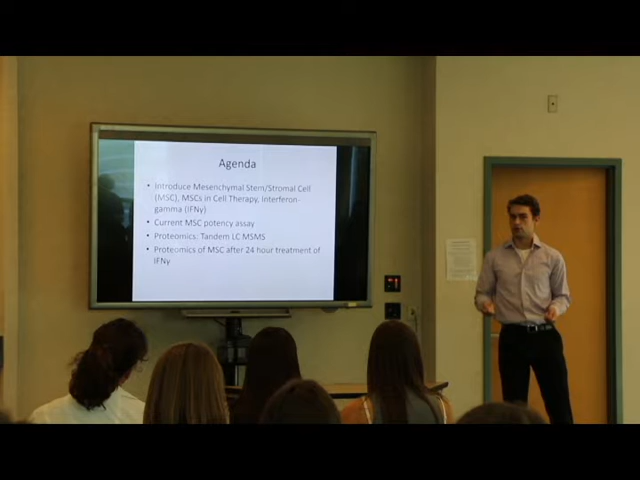 Agenda
• Introduce Mesenchymal Stem/Stromal Cell
(MSC), MSCs in Cell Therapy, Interferon-
gamma (IFNγ)
• Current MSC potency assay
• Proteomics: Tandem LC MSMS
• Proteomics of MSC after 24 hour treatment of
IFNγ